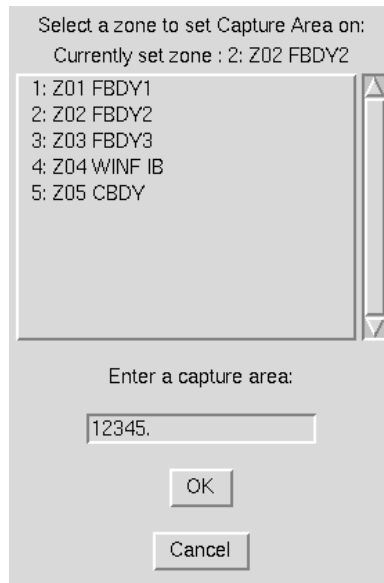 Select a zone to set Capture Area on:
Currently set zone : 2: Z02 FBDY2
1: Z01 FBDY1
2: Z02 FBDY2
3: Z03 FBDY3
4: Z04 WINF IB
5: Z05 CBDY
Enter a capture area:
12345.
OK
Cancel